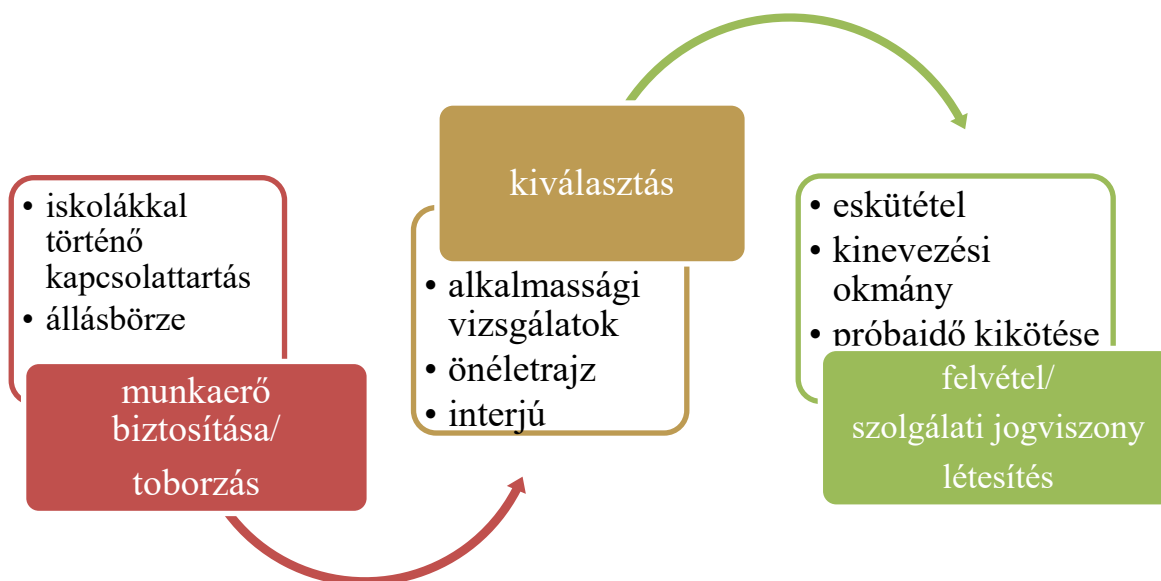 • iskolákkal
történő
kapcsolattartás
• állásbörze
munkaerő
biztosítása/
toborzás
kiválasztás
• alkalmassági
vizsgálatok
• önéletrajz
• interjú
• eskütétel
• kinevezési
okmány
• próbaidő kikötése
felvétel/
szolgálati jogviszony
létesítés